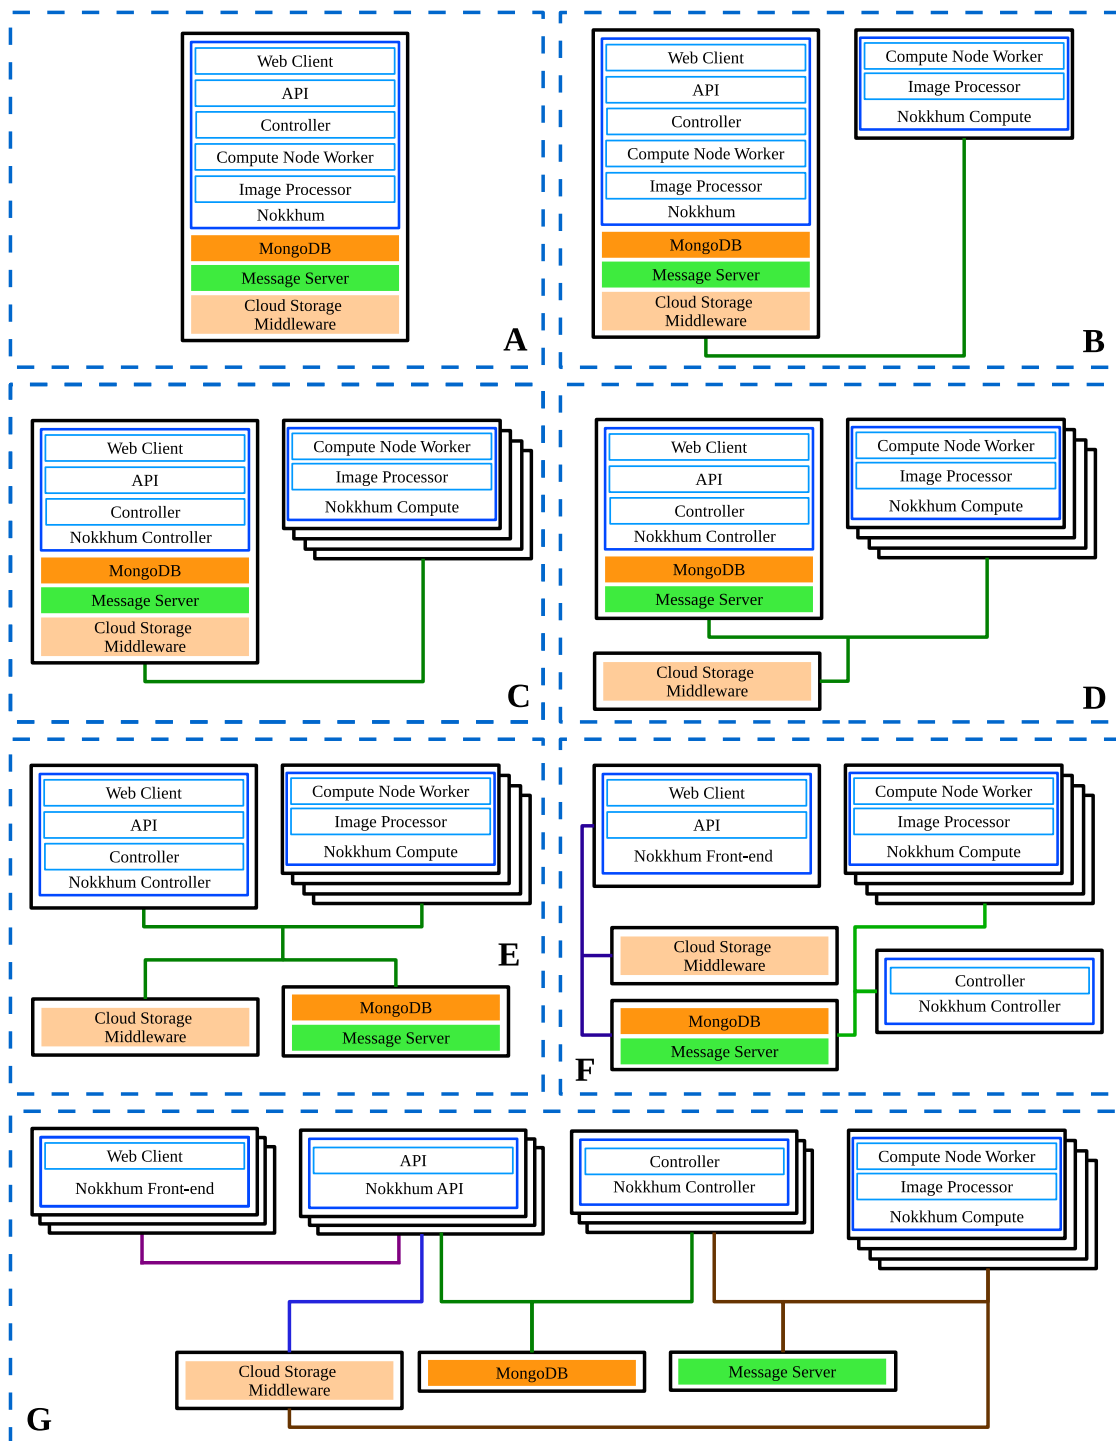 Web Client
API
Controller
Compute Node Worker
Image Processor
Nokkhum
MongoDB
Message Server
Cloud Storage
Middleware
A
Web Client
API
Controller
Compute Node Worker
Image Processor
Nokkhum
MongoDB
Message Server
Cloud Storage
Middleware
Compute Node Worker
Image Processor
Nokkhum Compute
B
Web Client
API
Controller
Nokkhum Controller
MongoDB
Message Server
Cloud Storage
Middleware
Compute Node Worker
Image Processor
Nokkhum Compute
C
Web Client
API
Controller
Nokkhum Controller
MongoDB
Message Server
Compute Node Worker
Image Processor
Nokkhum Compute
Cloud Storage
Middleware
D
Web Client
API
Controller
Nokkhum Controller
Compute Node Worker
Image Processor
Nokkhum Compute
Cloud Storage
Middleware
MongoDB
Message Server
E
Web Client
API
Nokkhum Front-end
Compute Node Worker
Image Processor
Nokkhum Compute
Cloud Storage
Middleware
MongoDB
Message Server
Controller
Nokkhum Controller
F
Web Client
Nokkhum Front-end
API
Nokkhum API
Controller
Nokkhum Controller
Compute Node Worker
Image Processor
Nokkhum Compute
Cloud Storage
Middleware
MongoDB
Message Server
G